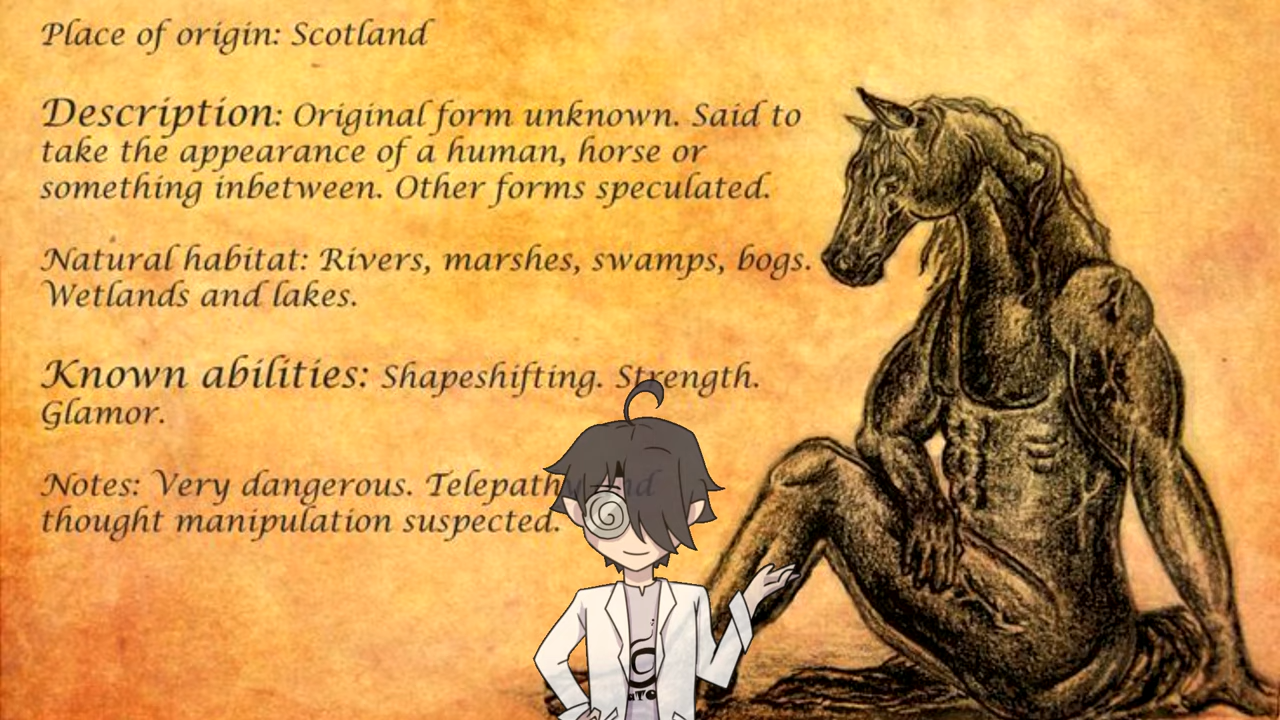 Place of origin: Scotland
Description: Original form unknown. Said to
take the appearance of a human, horse or
something inbetween. Other forms speculated.
Natural habitat: Rivers, marshes, swamps, bogs.
Wetlands and lakes.
Known abilities: Shapeshifting. Strength.
Glamor.
Notes: Very dangerous. Telepathy and
thought manipulation suspected.